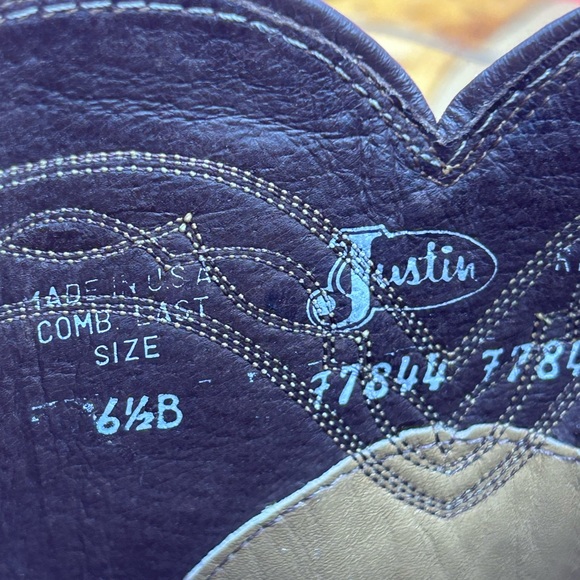 Justin
MADE IN U.S.A
COMB. LAST
SIZE
6½B
77844 7784